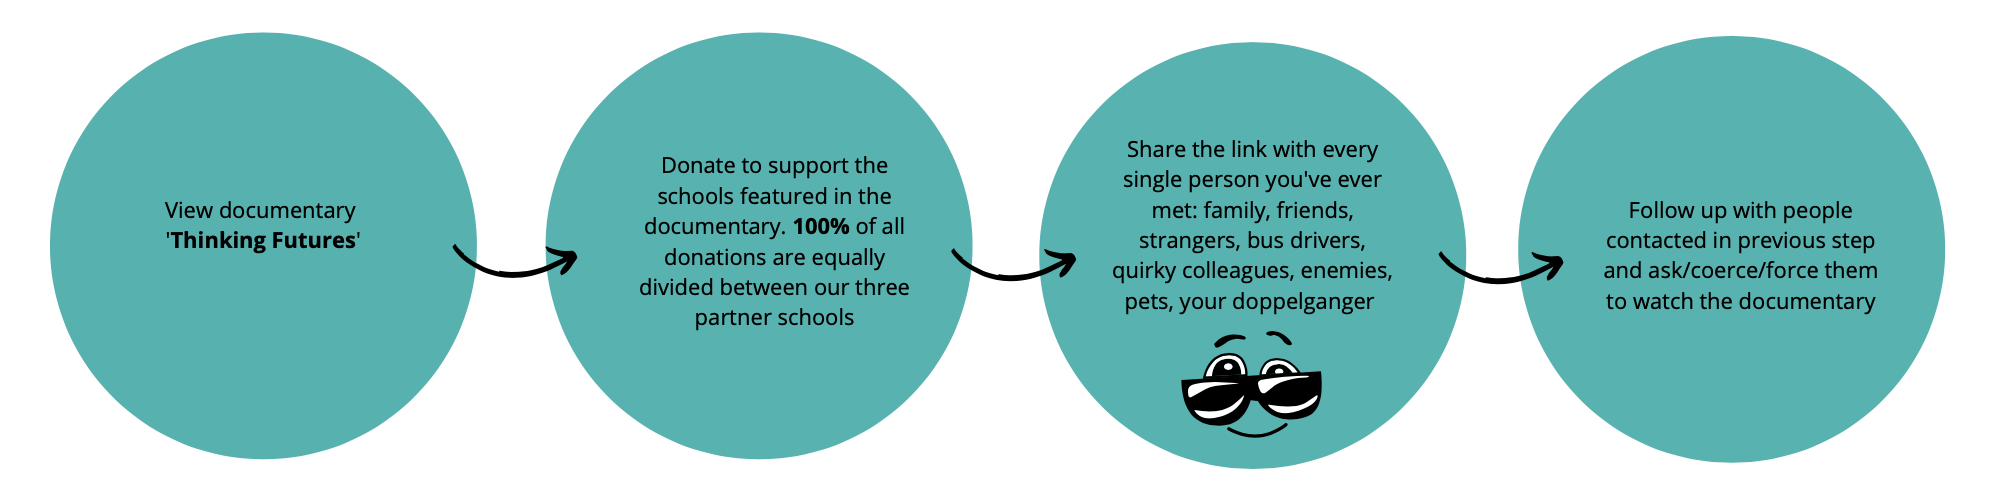 View documentary
'Thinking Futures'
Donate to support the
schools featured in the
documentary. 100% of all
donations are equally
divided between our three
partner schools
Share the link with every
single person you've ever
met: family, friends,
strangers, bus drivers,
quirky colleagues, enemies,
pets, your doppelganger
Follow up with people
contacted in previous step
and ask/coerce/force them
to watch the documentary